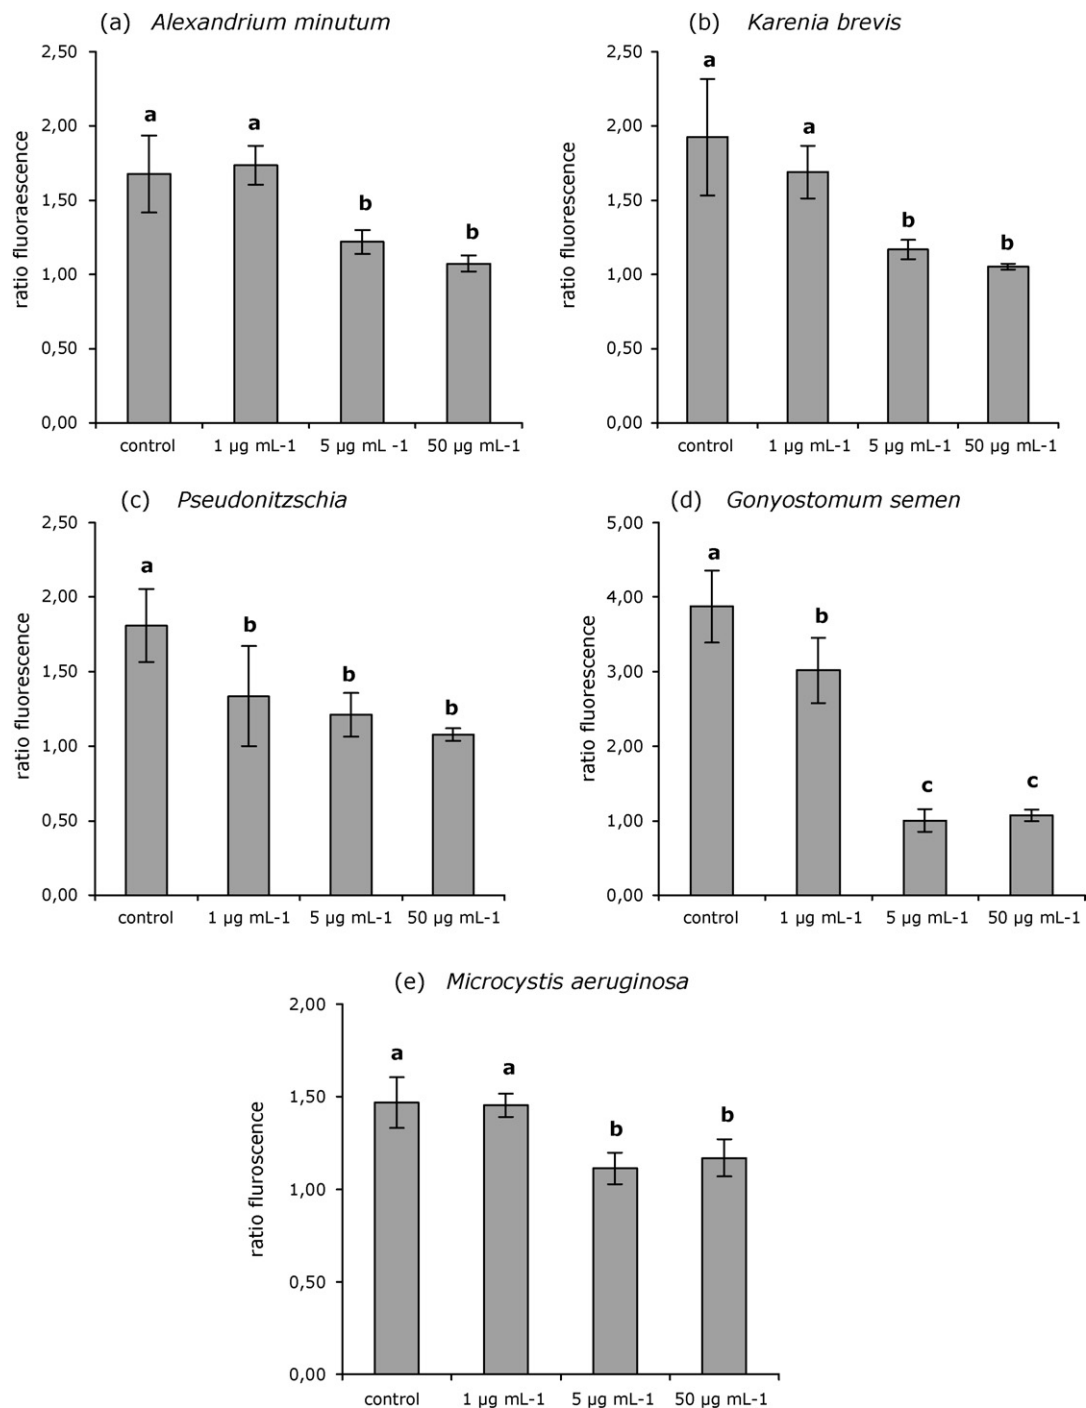 (a) Alexandrium minutum
2,50
2,00
1,50
1,00
0,50
0,00
ratio fluoraescence
a
a
b
b
control 1 µg mL-1 5 µg mL -1 50 µg mL-1
(b) Karenia brevis
2,50
2,00
1,50
1,00
0,50
0,00
ratio fluorescence
a
a
b
b
control 1 µg mL-1 5 µg mL-1 50 µg mL-1
(c) Pseudonitzschia
2,50
2,00
1,50
1,00
0,50
0,00
ratio fluorescence
a
b
b
b
control 1 µg mL-1 5 µg mL-1 50 µg mL-1
(d) Gonyostomum semen
5,00
4,00
3,00
2,00
1,00
0,00
ratio fluorescence
a
b
c
c
control 1 µg mL-1 5 µg mL-1 50 µg mL-1
(e) Microcystis aeruginosa
2,00
1,50
1,00
0,50
0,00
ratio fluroscence
a
a
b
b
control 1 µg mL-1 5 µg mL-1 50 µg mL-1